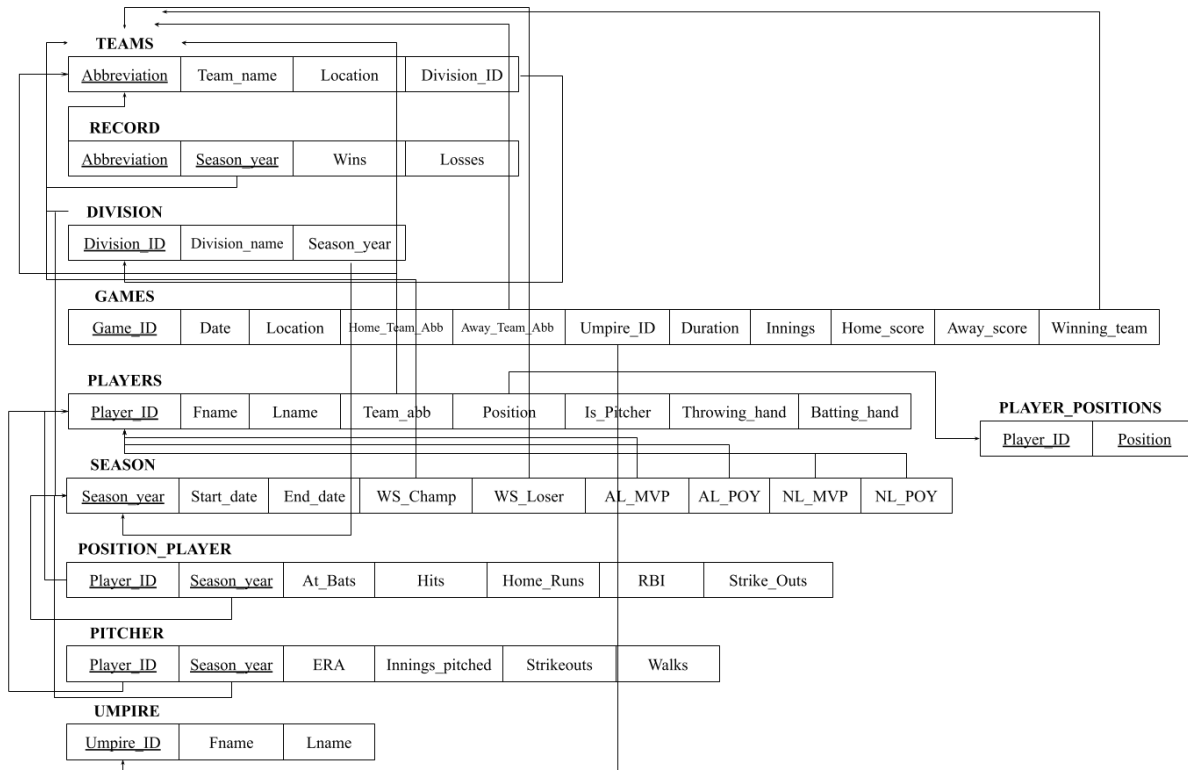 TEAMS
Abbreviation Team_name Location Division_ID
RECORD
Abbreviation Season_year Wins Losses
DIVISION
Division_ID Division_name Season_year
GAMES
Game_ID Date Location Home_Team_Abb Away_Team_Abb Umpire_ID Duration Innings Home_score Away_score Winning_team
PLAYERS
Player_ID Fname Lname Team_abb Position Is_Pitcher Throwing_hand Batting_hand
PLAYER_POSITIONS
Player_ID Position
SEASON
Season_year Start_date End_date WS_Champ WS_Loser AL_MVP AL_POY NL_MVP NL_POY
POSITION_PLAYER
Player_ID Season_year At_Bats Hits Home_Runs RBI Strike_Outs
PITCHER
Player_ID Season_year ERA Innings_pitched Strikeouts Walks
UMPIRE
Umpire_ID Fname Lname